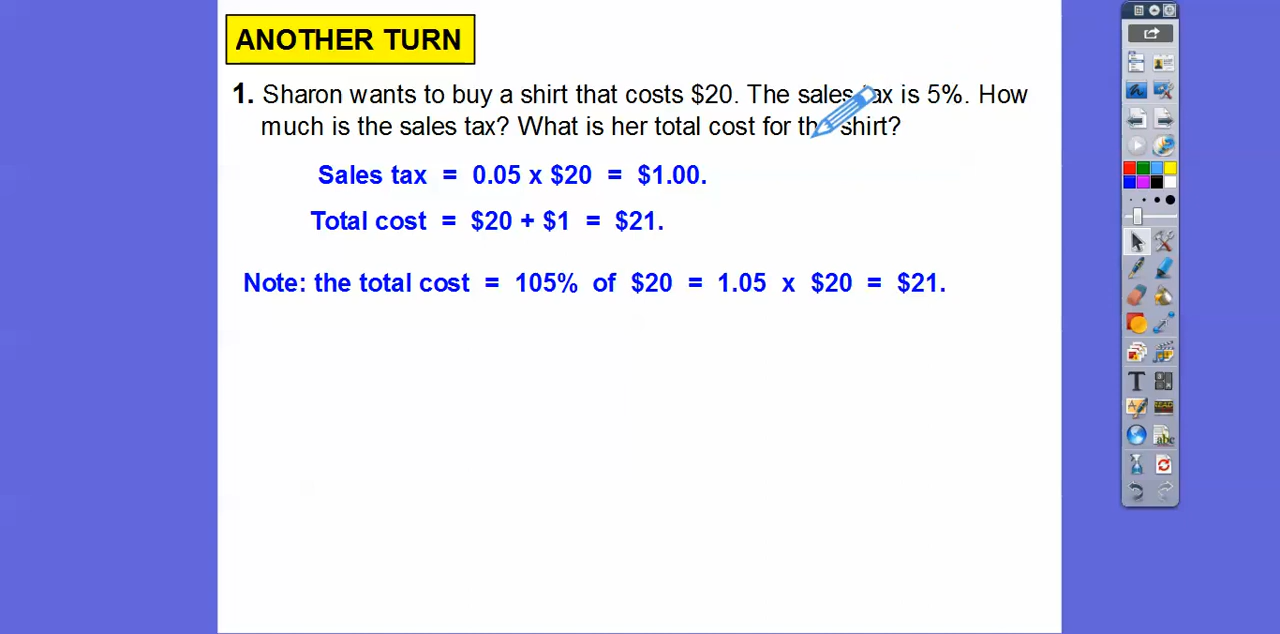 ANOTHER TURN
1. Sharon wants to buy a shirt that costs $20. The sales tax is 5%. How
much is the sales tax? What is her total cost for the shirt?
Sales tax = 0.05 x $20 = $1.00.
Total cost = $20 + $1 = $21.
Note: the total cost = 105% of $20 = 1.05 x $20 = $21.